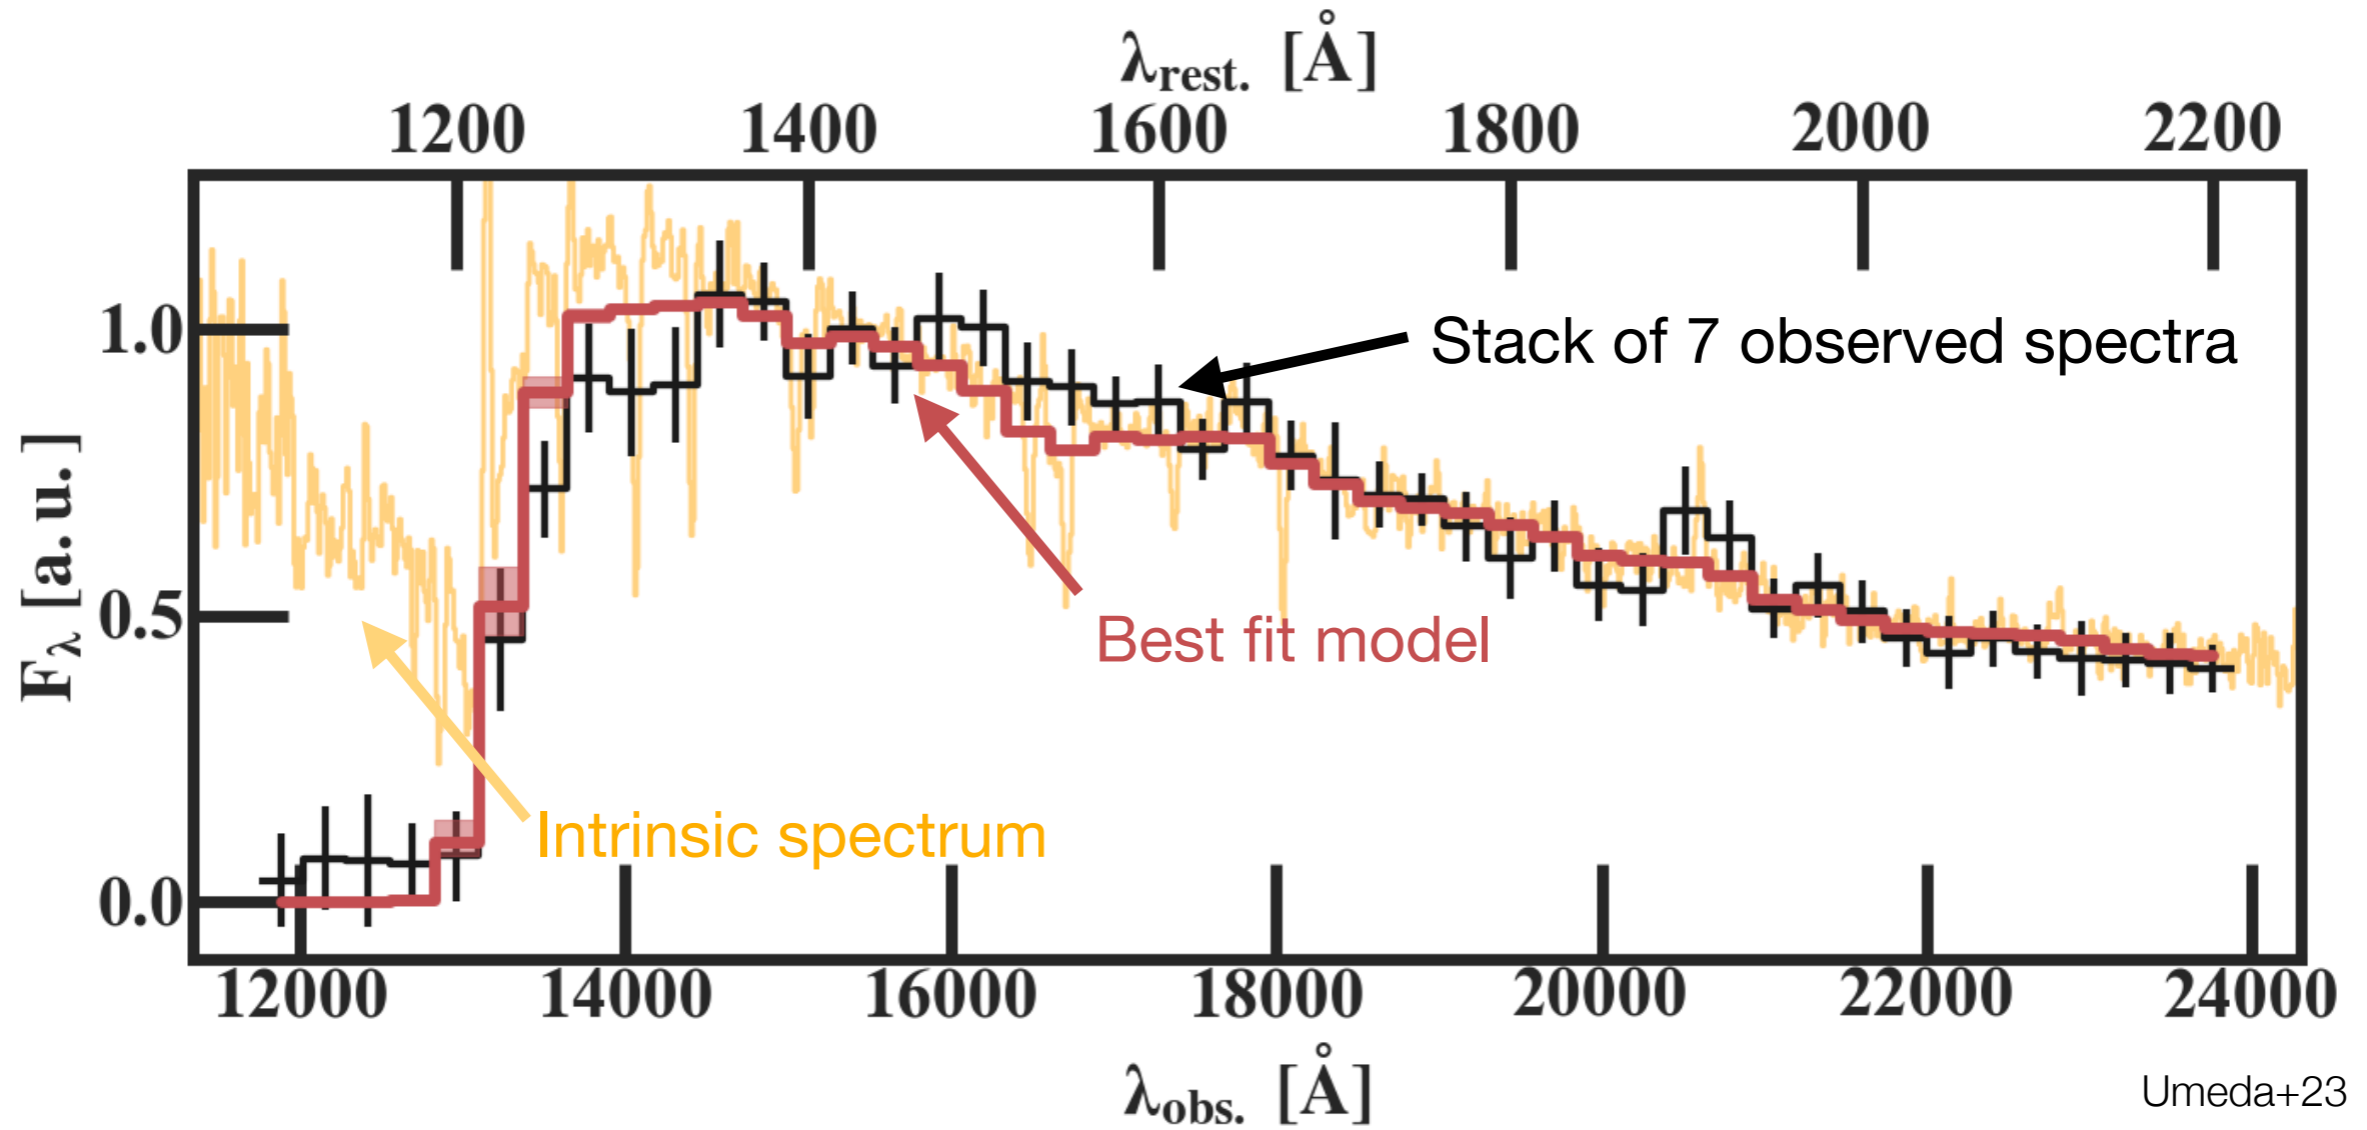 λrest. [Å]
1200 1400 1600 1800 2000 2200
1.0
Stack of 7 observed spectra
Fλ [a.u.]
0.5
Best fit model
Intrinsic spectrum
0.0
12000 14000 16000 18000 20000 22000 24000
λobs. [Å]
Umeda+23